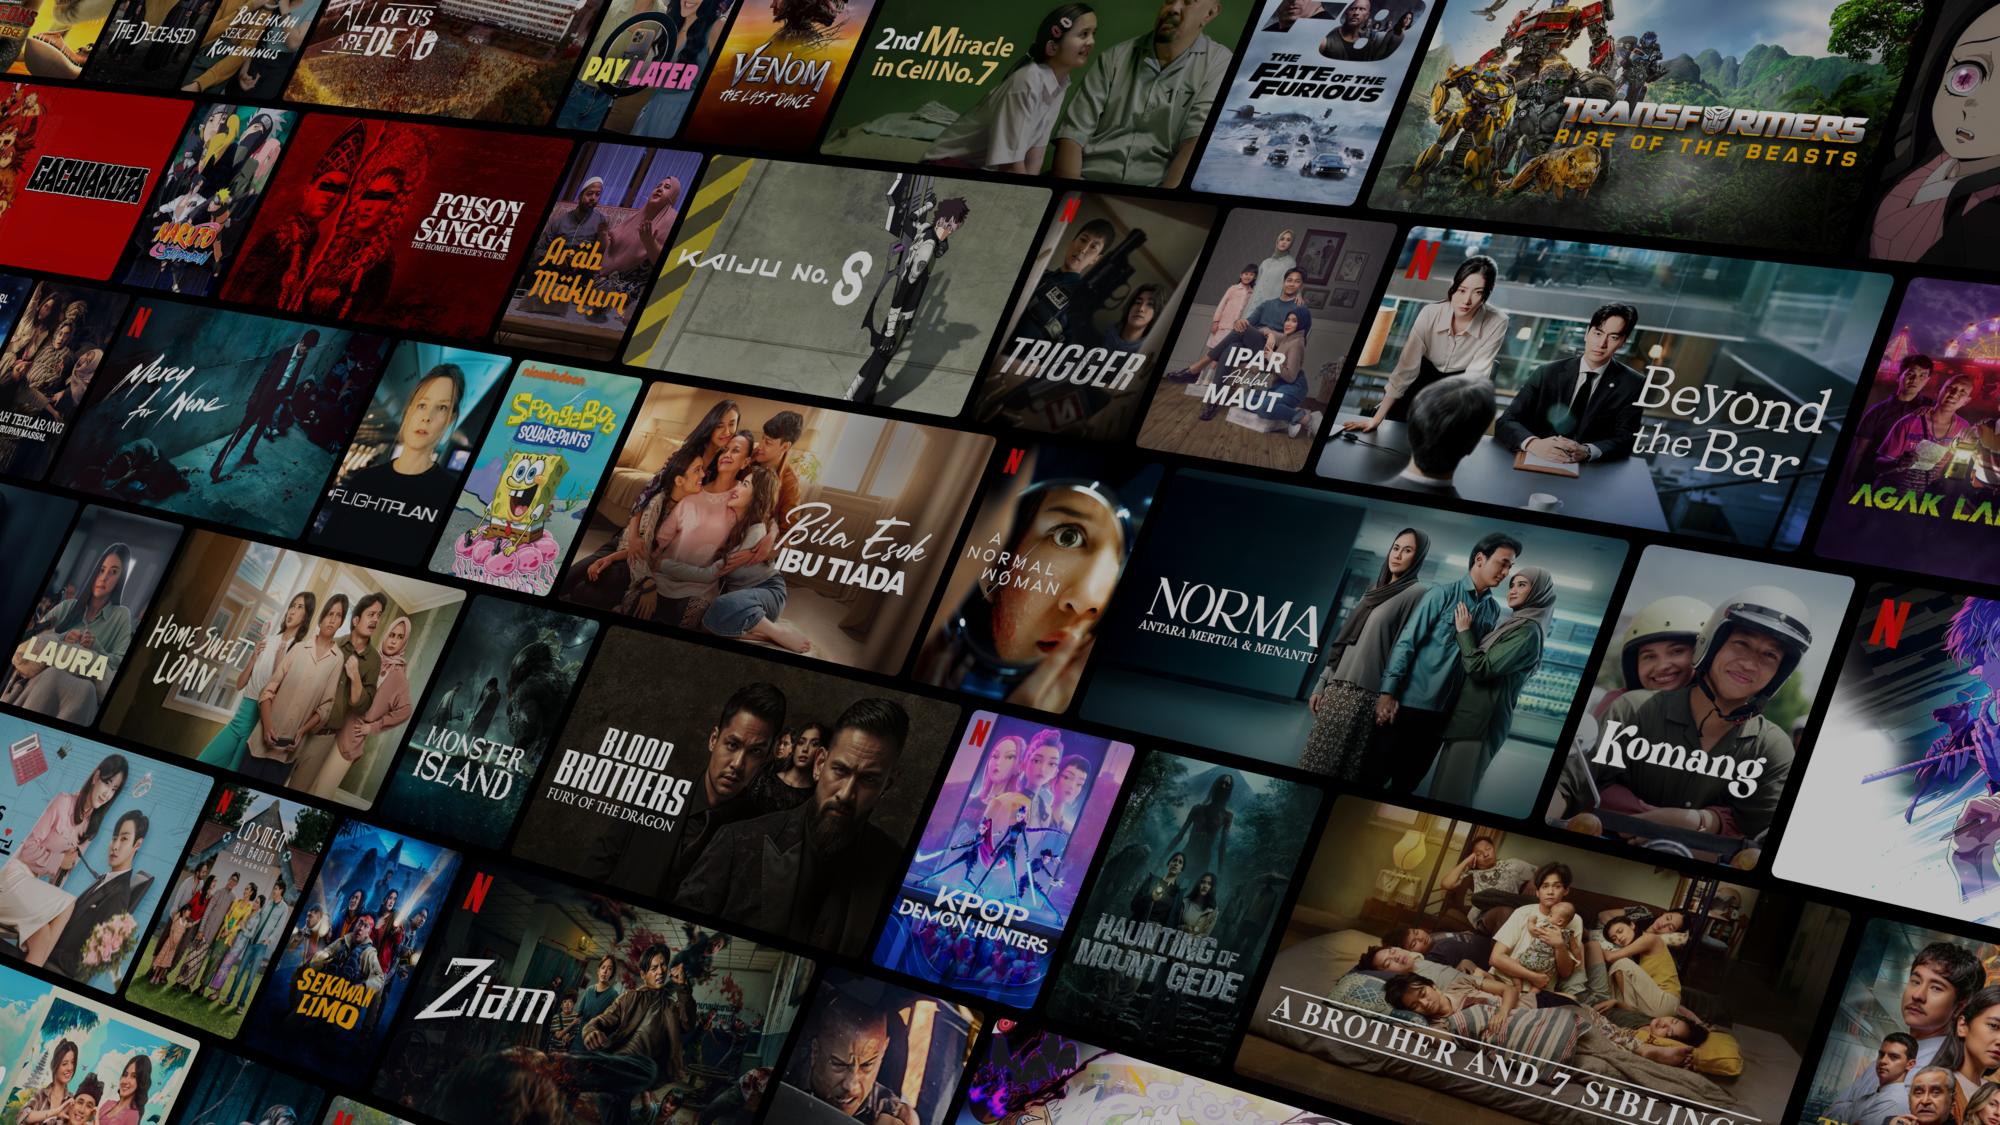 THE DECEASED
BOLEHKAH
SEKALI SAJA
KUMENANGIS
ALL OF US
ARE DEAD
PAY LATER
VENOM
THE LAST DANCE
2nd Miracle
in Cell No.7
F8
THE
FATE OF THE
FURIOUS
TRANSFORMERS
RISE OF THE BEASTS
GACHIAKUTA
NARUTO
Shippuden
POISON
SANGGA
THE HOMEWRECKER'S CURSE
Aräb
Mäklum
KAIJU No. 8
N
TRIGGER
IPAR
Adalah
MAUT
N
Beyond
the Bar
AGAK LA
AH TERLARANG
N
Mercy
for None
FLIGHTPLAN
nickelodeon
SpongeBob
SQUAREPANTS
Bila Esok
IBU TIADA
N
A
NORMAL
WOMAN
NORMA
ANTARA MERTUA & MENANTU
Komang
N
LAURA
HOME SWEET
LOAN
MONSTER
ISLAND
BLOOD
BROTHERS
FURY OF THE DRAGON
N
KPOP
DEMON HUNTERS
HAUNTING OF
MOUNT GEDE
A BROTHER AND 7 SIBLING
N
LOSMEN
BU BROTO
THE SERIES
SEKAWAN
LIMO
N
Ziam